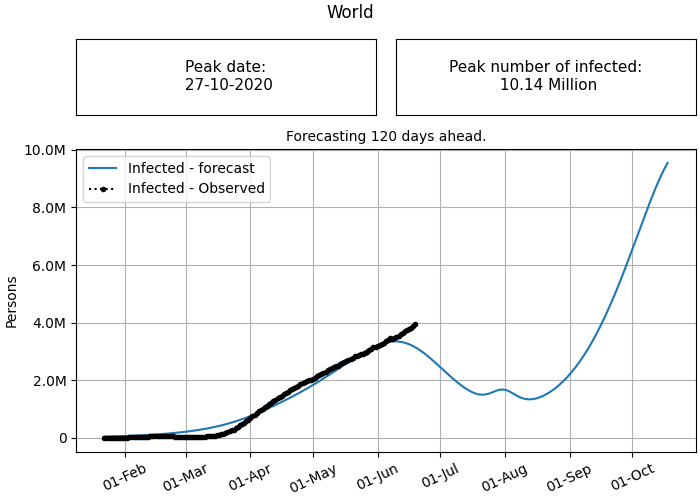 World
Peak date:
27-10-2020
Peak number of infected:
10.14 Million
Forecasting 120 days ahead.
10.0M
8.0M
6.0M
4.0M
2.0M
0
Persons
Infected - forecast
Infected - Observed
01-Feb
01-Mar
01-Apr
01-May
01-Jun
01-Jul
01-Aug
01-Sep
01-Oct